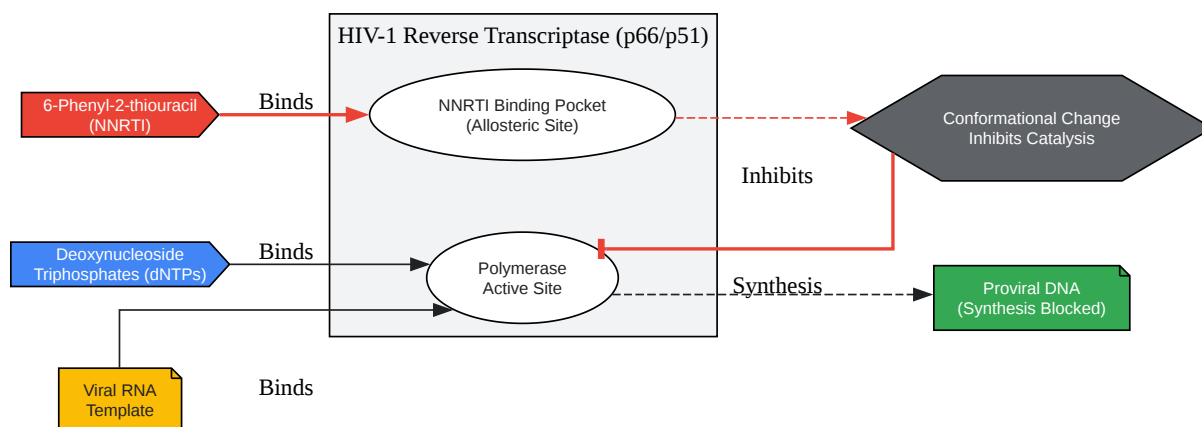 HIV-1 Reverse Transcriptase (p66/p51)
6-Phenyl-2-thiouracil
(NNRTI)
Binds
NNRTI Binding Pocket
(Allosteric Site)
Conformational Change
Inhibits Catalysis
Inhibits
Deoxynucleoside
Triphosphates (dNTPs)
Binds
Polymerase
Active Site
Synthesis
Proviral DNA
(Synthesis Blocked)
Viral RNA
Template
Binds